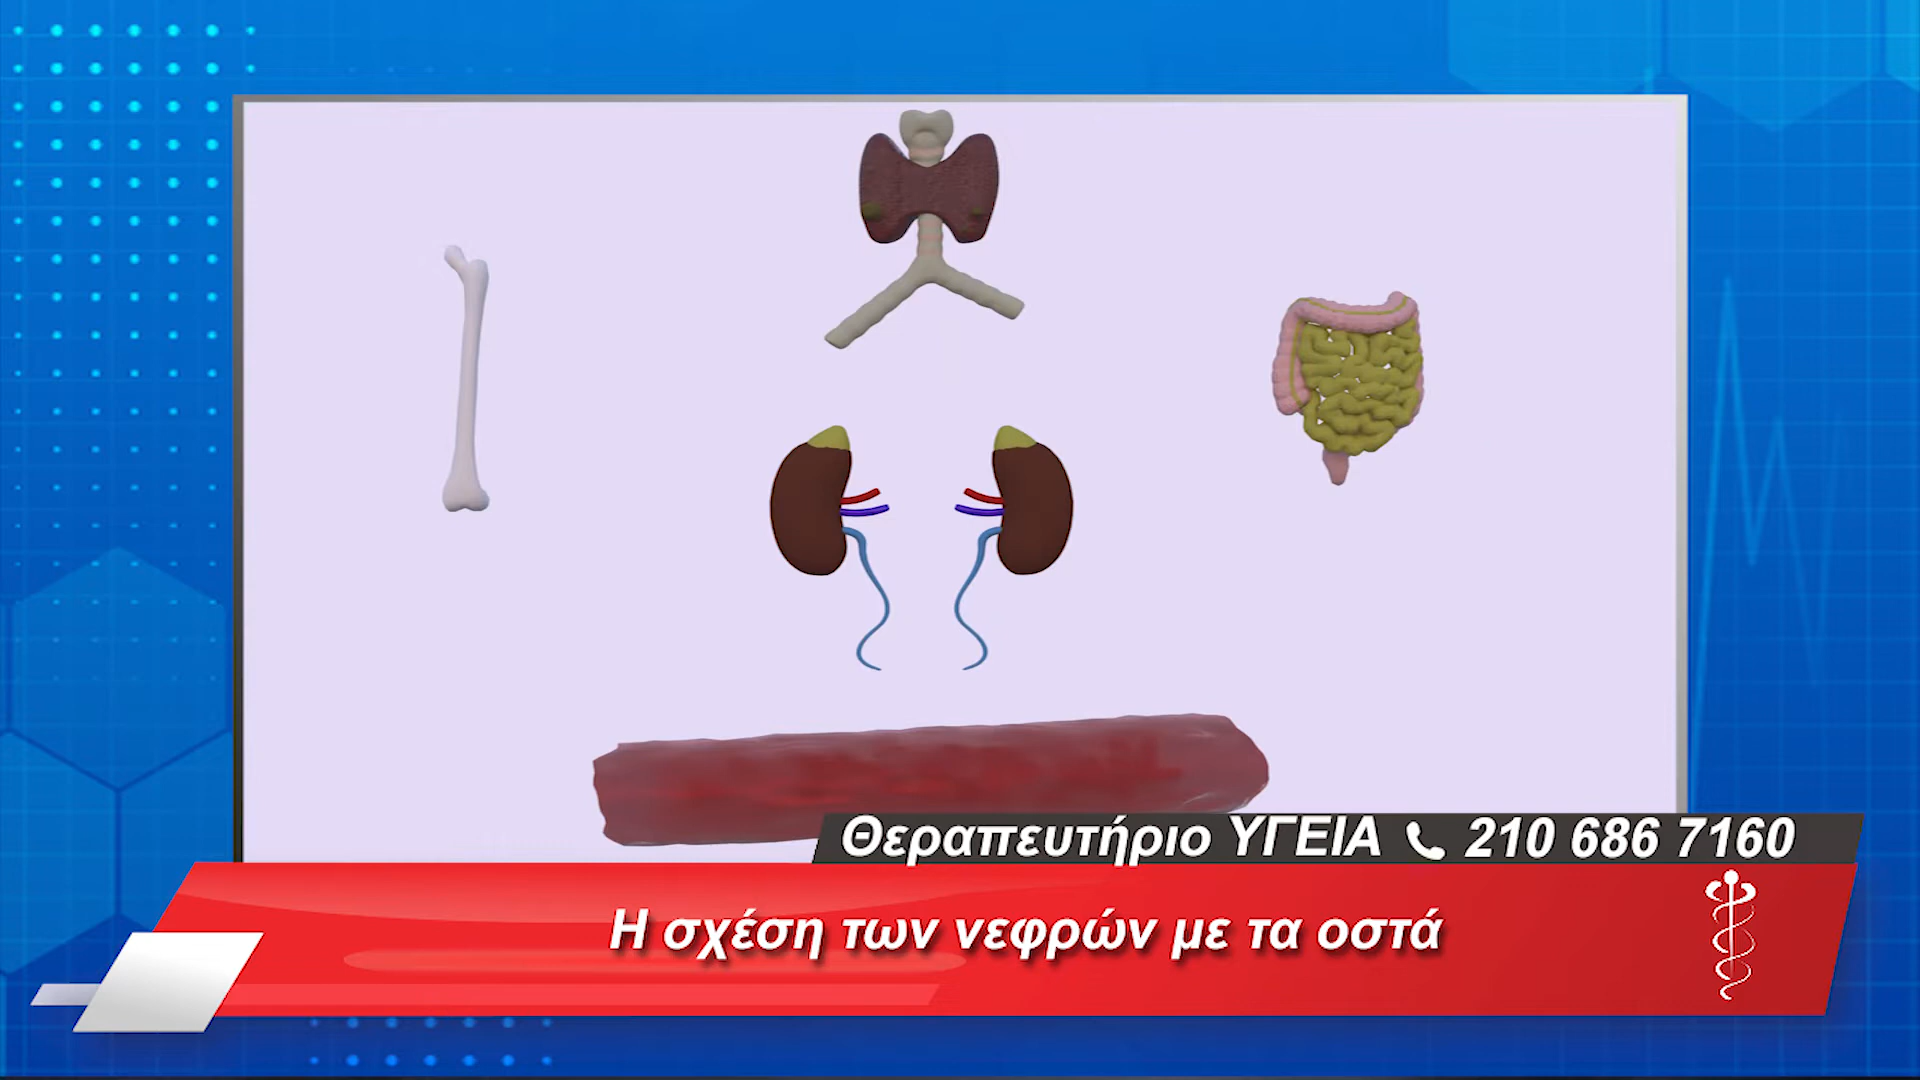 Θεραπευτήριο ΥΓΕΙΑ 210 686 7160
Η σχέση των νεφρών με τα οστά